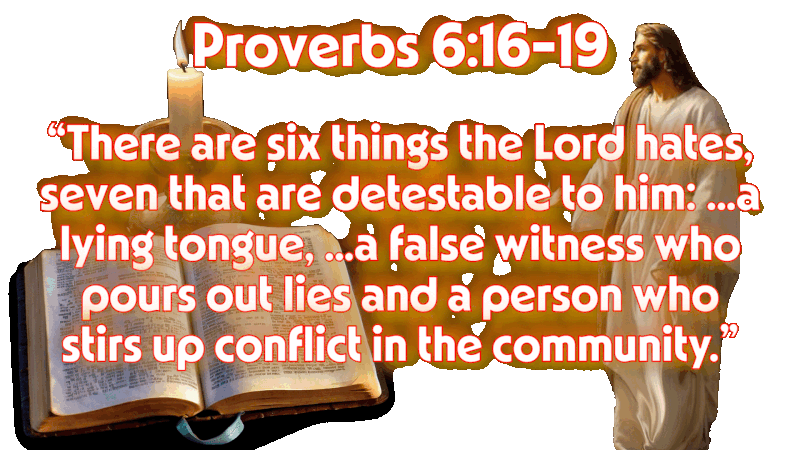 Proverbs 6:16-19
“There are six things the Lord hates,
seven that are detestable to him: ...a
lying tongue, ...a false witness who
pours out lies and a person who
stirs up conflict in the community.”